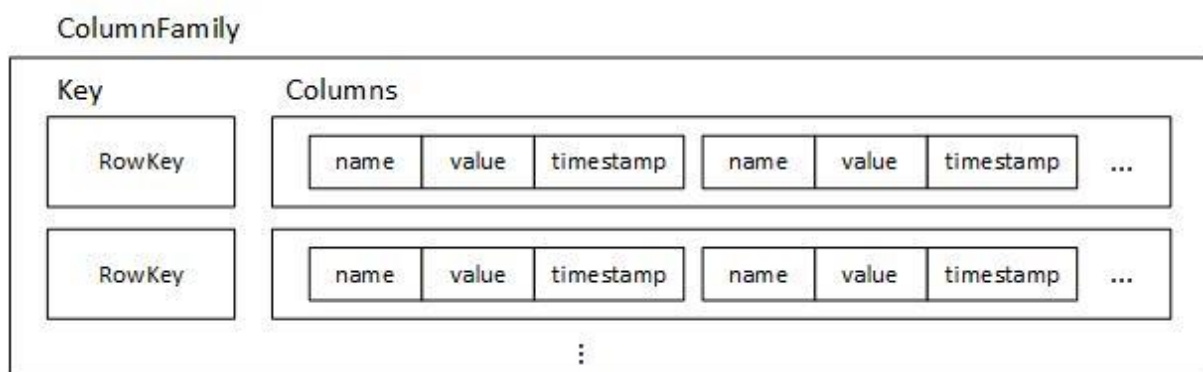 ColumnFamily
Key Columns
RowKey name value timestamp name value timestamp ...
RowKey name value timestamp name value timestamp ...
⋮